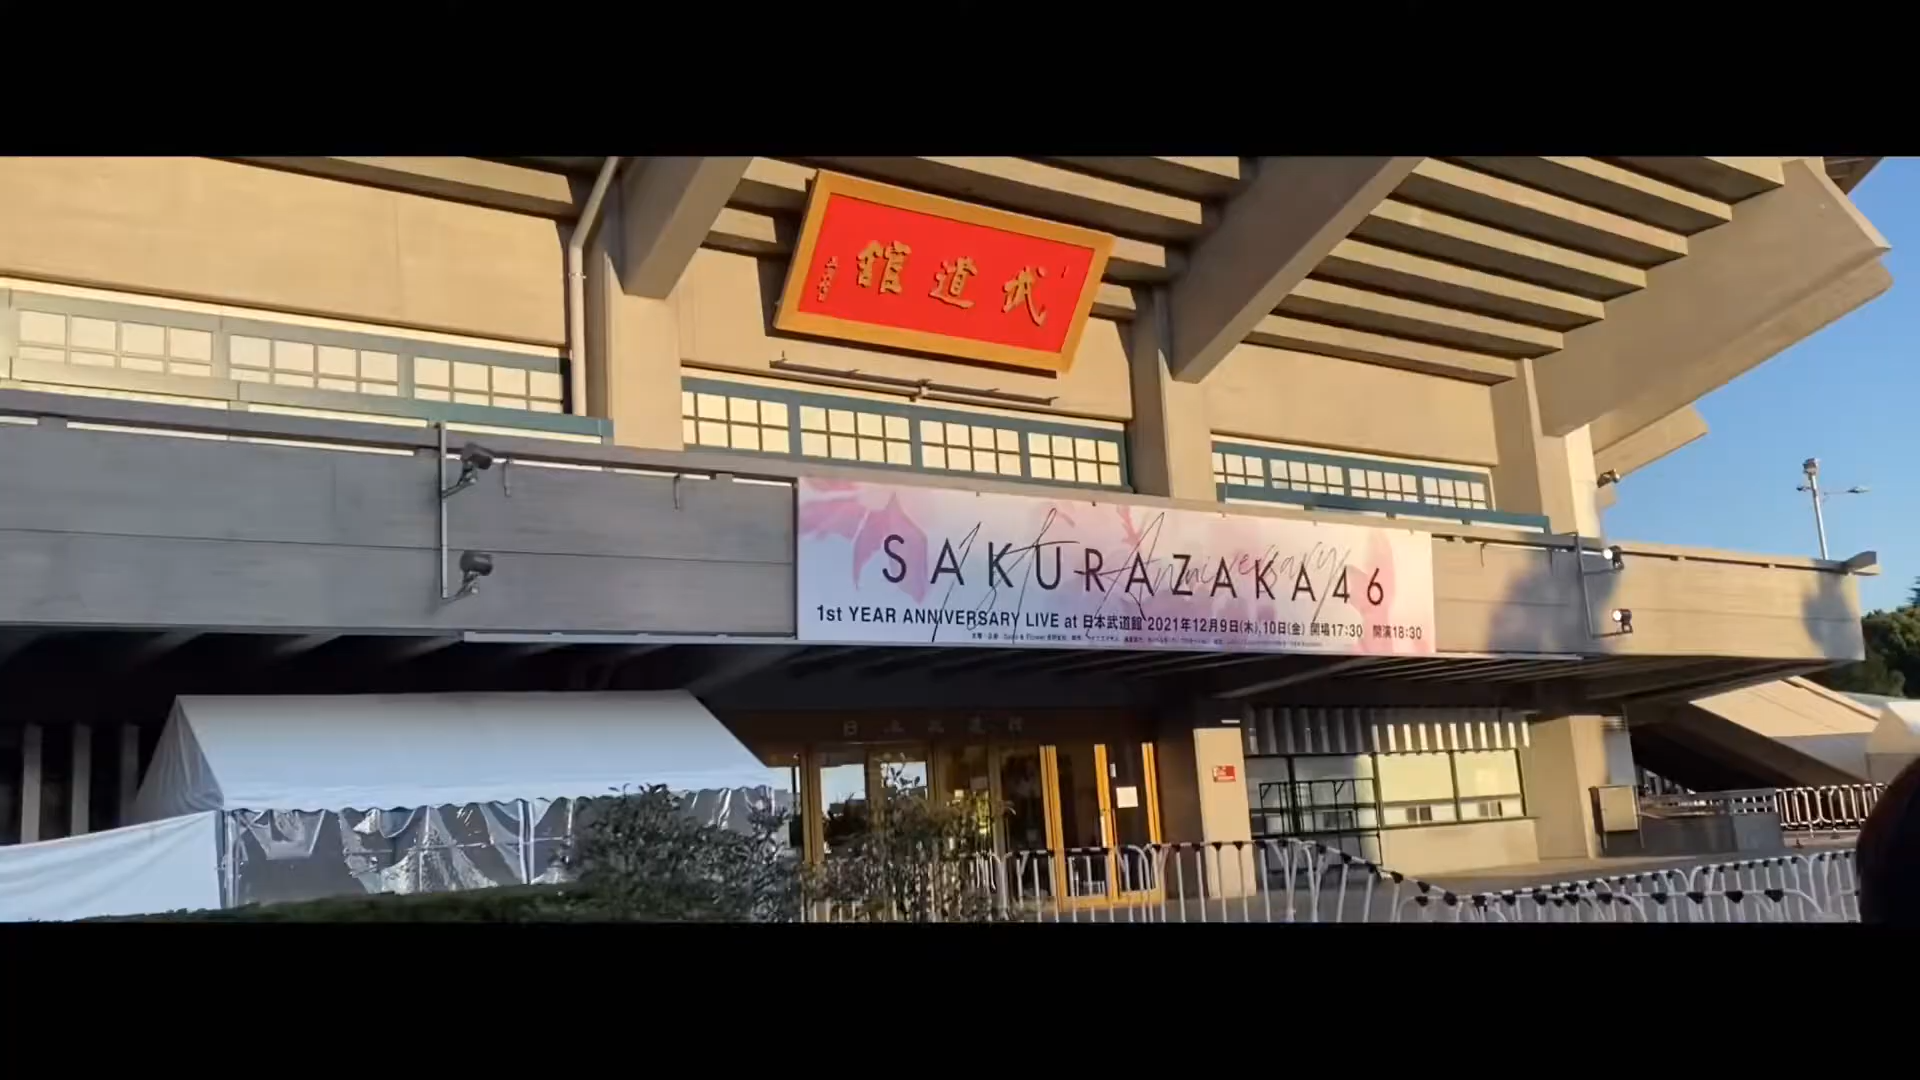 武道館
SAKURAZAKA46
1st Anniversary
1st YEAR ANNIVERSARY LIVE at 日本武道館 2021年12月9日(木),10日(金) 開場17:30 開演18:30
日本武道館